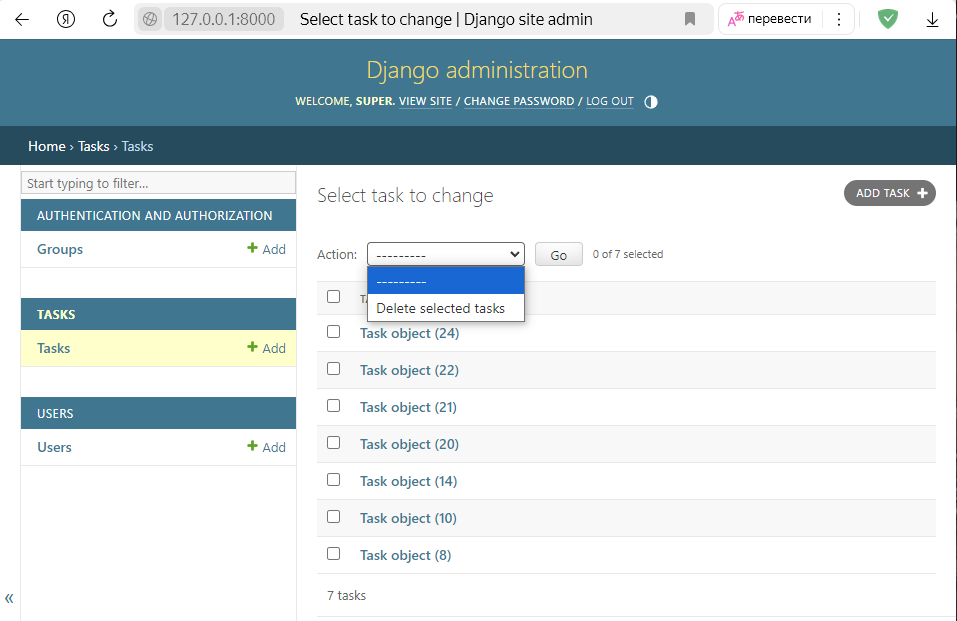 Я 127.0.0.1:8000 Select task to change | Django site admin перевести
Django administration
WELCOME, SUPER. VIEW SITE / CHANGE PASSWORD / LOG OUT
Home › Tasks › Tasks
Start typing to filter...
AUTHENTICATION AND AUTHORIZATION
Groups + Add
TASKS
Tasks + Add
USERS
Users + Add
«
Select task to change
ADD TASK +
Action: --------- Go 0 of 7 selected
---------
Delete selected tasks
Task object (24)
Task object (22)
Task object (21)
Task object (20)
Task object (14)
Task object (10)
Task object (8)
7 tasks